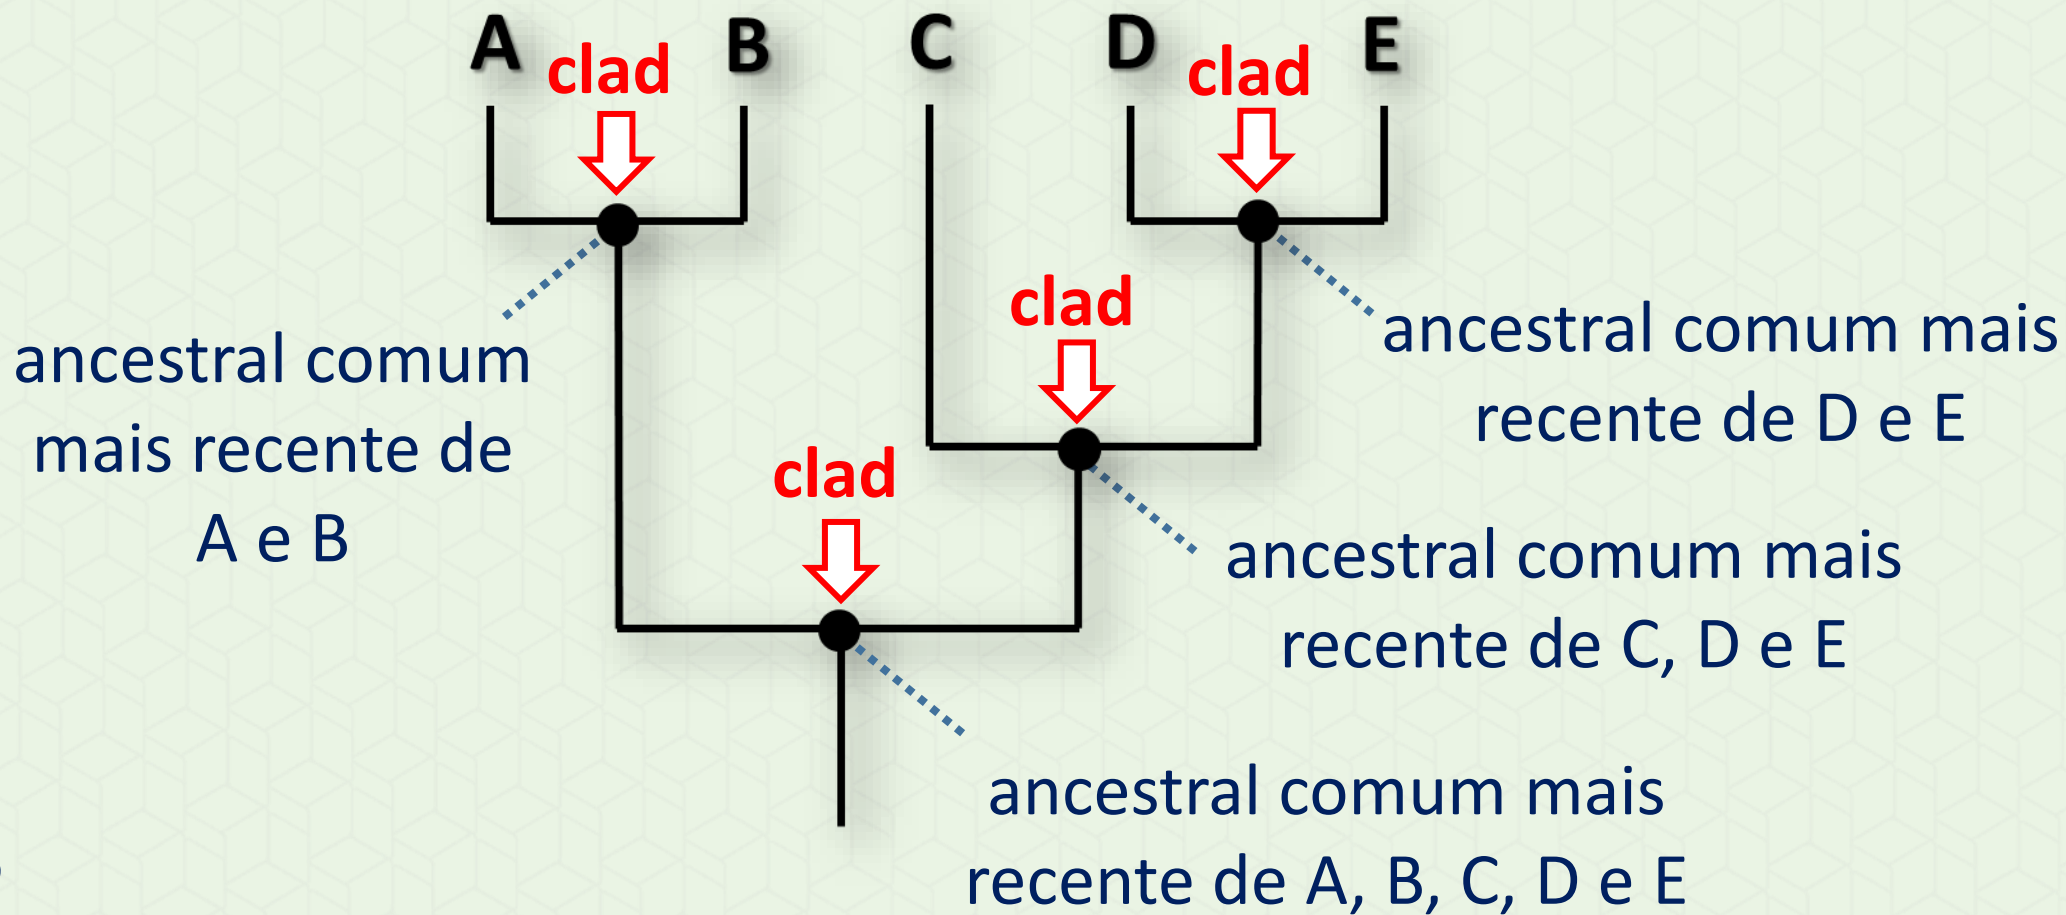 A B C D E
clad clad
clad
clad
ancestral comum
mais recente de
A e B
ancestral comum mais
recente de D e E
ancestral comum mais
recente de C, D e E
ancestral comum mais
recente de A, B, C, D e E